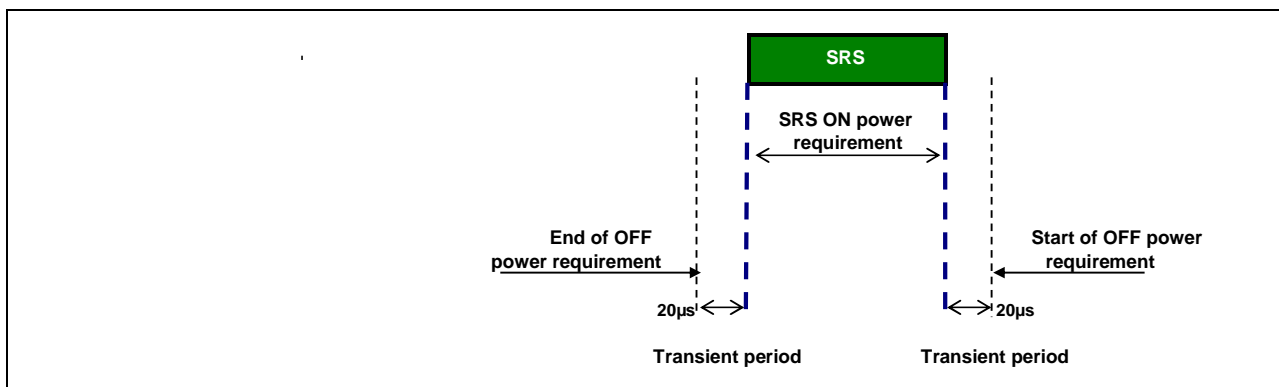 SRS
SRS ON power
requirement
End of OFF
power requirement
Start of OFF power
requirement
20µs
20µs
Transient period
Transient period